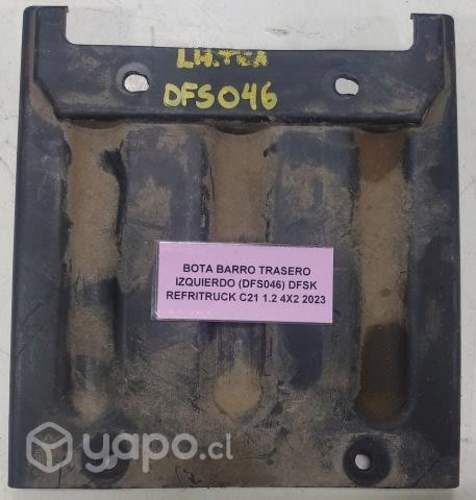 LH.TRA
DFS046
BOTA BARRO TRASERO
IZQUIERDO (DFS046) DFSK
REFRITRUCK C21 1.2 4X2 2023
yapo.cl